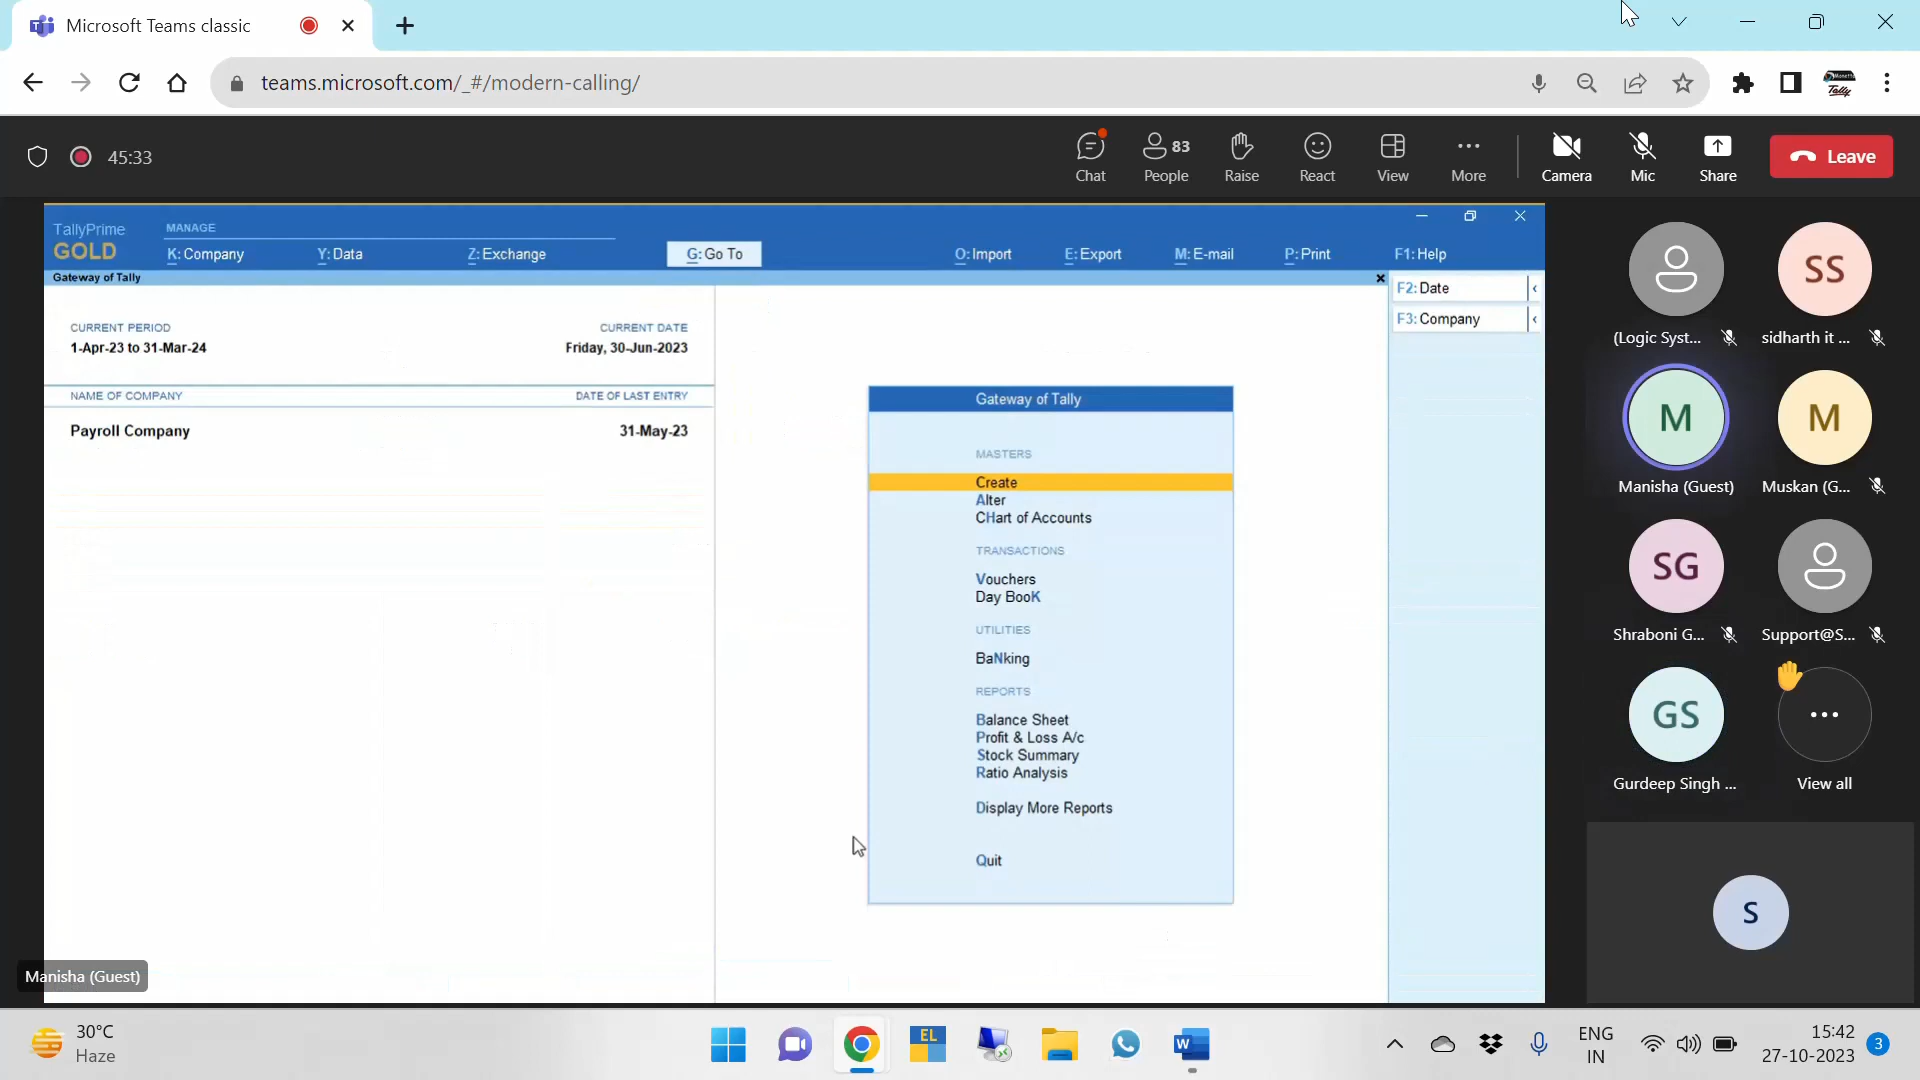 Microsoft Teams classic
teams.microsoft.com/_#/modern-calling/
45:33
Chat
83
People
Raise
React
View
More
Camera
Mic
Share
Leave
TallyPrime
GOLD
MANAGE
K: Company
Y: Data
Z: Exchange
G: Go To
O: Import
E: Export
M: E-mail
P: Print
F1: Help
Gateway of Tally
F2: Date
F3: Company
CURRENT PERIOD
CURRENT DATE
1-Apr-23 to 31-Mar-24
Friday, 30-Jun-2023
NAME OF COMPANY
DATE OF LAST ENTRY
Payroll Company
31-May-23
Gateway of Tally
MASTERS
Create
Alter
CHart of Accounts
TRANSACTIONS
Vouchers
Day BooK
UTILITIES
BaNking
REPORTS
Balance Sheet
Profit & Loss A/c
Stock Summary
Ratio Analysis
Display More Reports
Quit
SS
(Logic Syst...
sidharth it ...
M
M
Manisha (Guest)
Muskan (G...
SG
Shraboni G...
Support@S...
GS
Gurdeep Singh ...
View all
S
Manisha (Guest)
30°C
Haze
EL
W
ENG
IN
15:42
27-10-2023
3